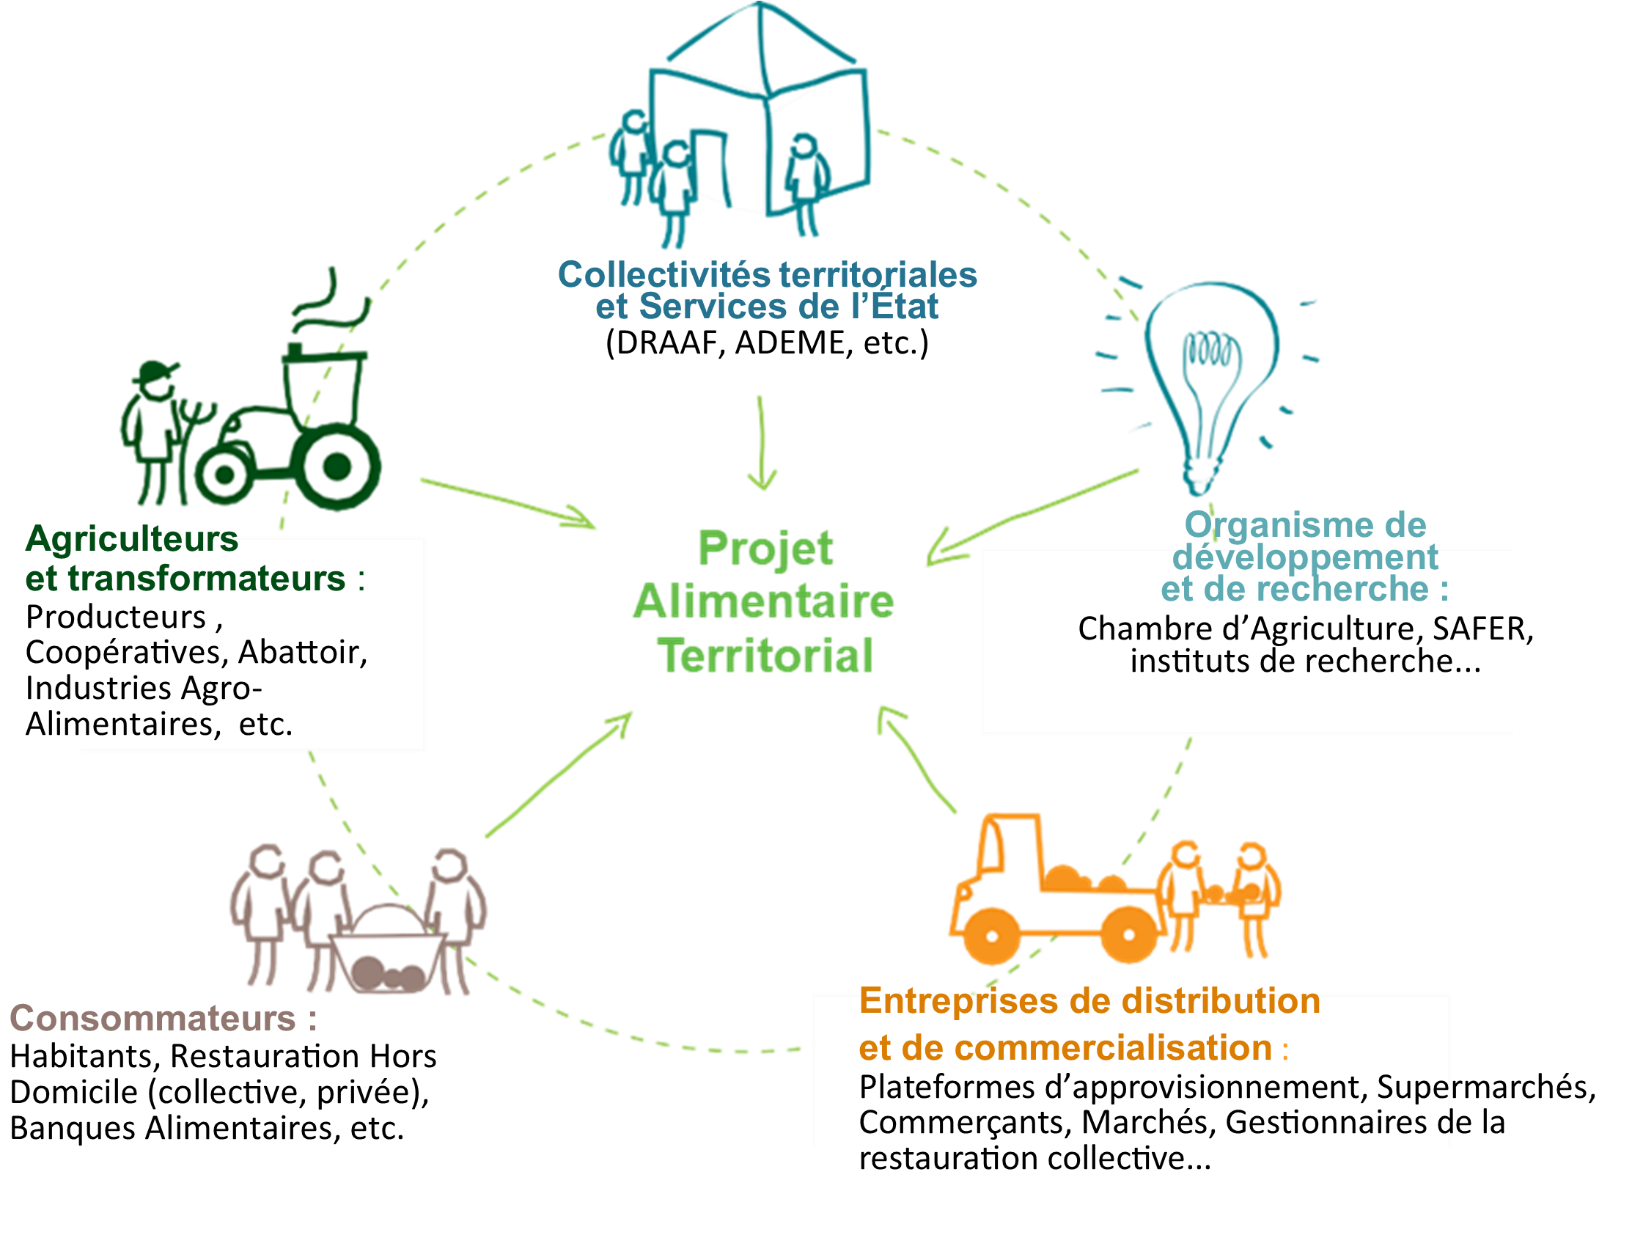 Collectivités territoriales
et Services de l’État
(DRAAF, ADEME, etc.)
Agriculteurs
et transformateurs :
Producteurs ,
Coopératives, Abattoir,
Industries Agro-
Alimentaires,  etc.
Projet
Alimentaire
Territorial
Organisme de
développement
et de recherche :
Chambre d’Agriculture, SAFER,
instituts de recherche...
Consommateurs :
Habitants, Restauration Hors
Domicile (collective, privée),
Banques Alimentaires, etc.
Entreprises de distribution
et de commercialisation :
Plateformes d’approvisionnement, Supermarchés,
Commerçants, Marchés, Gestionnaires de la
restauration collective...